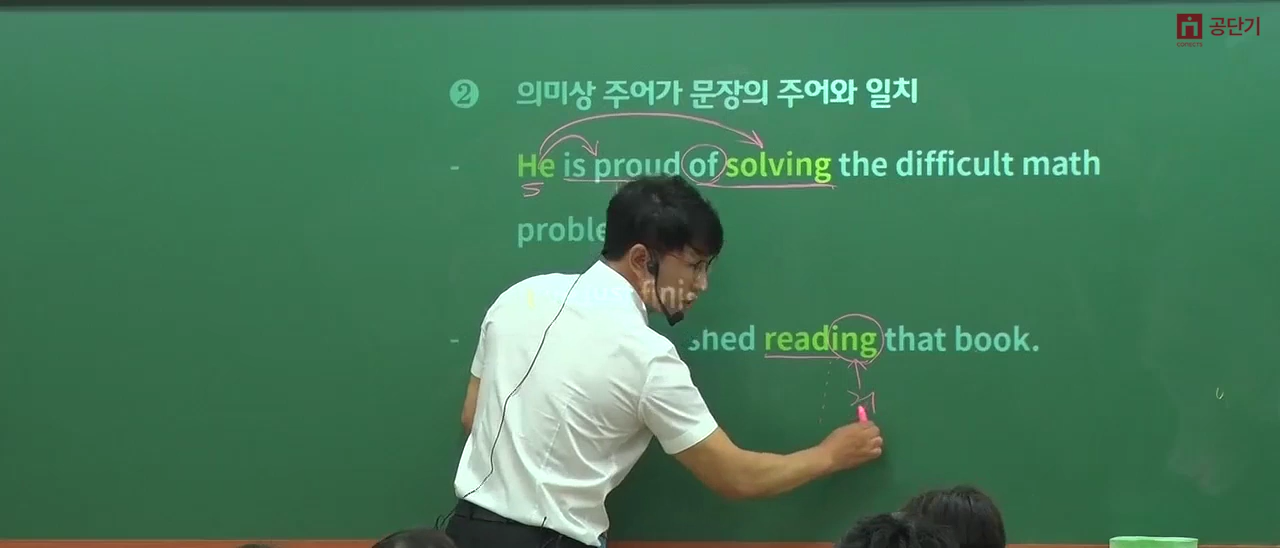 공단기
❷ 의미상 주어가 문장의 주어와 일치
- He is proud of solving the difficult math
S
proble
- shed reading that book.